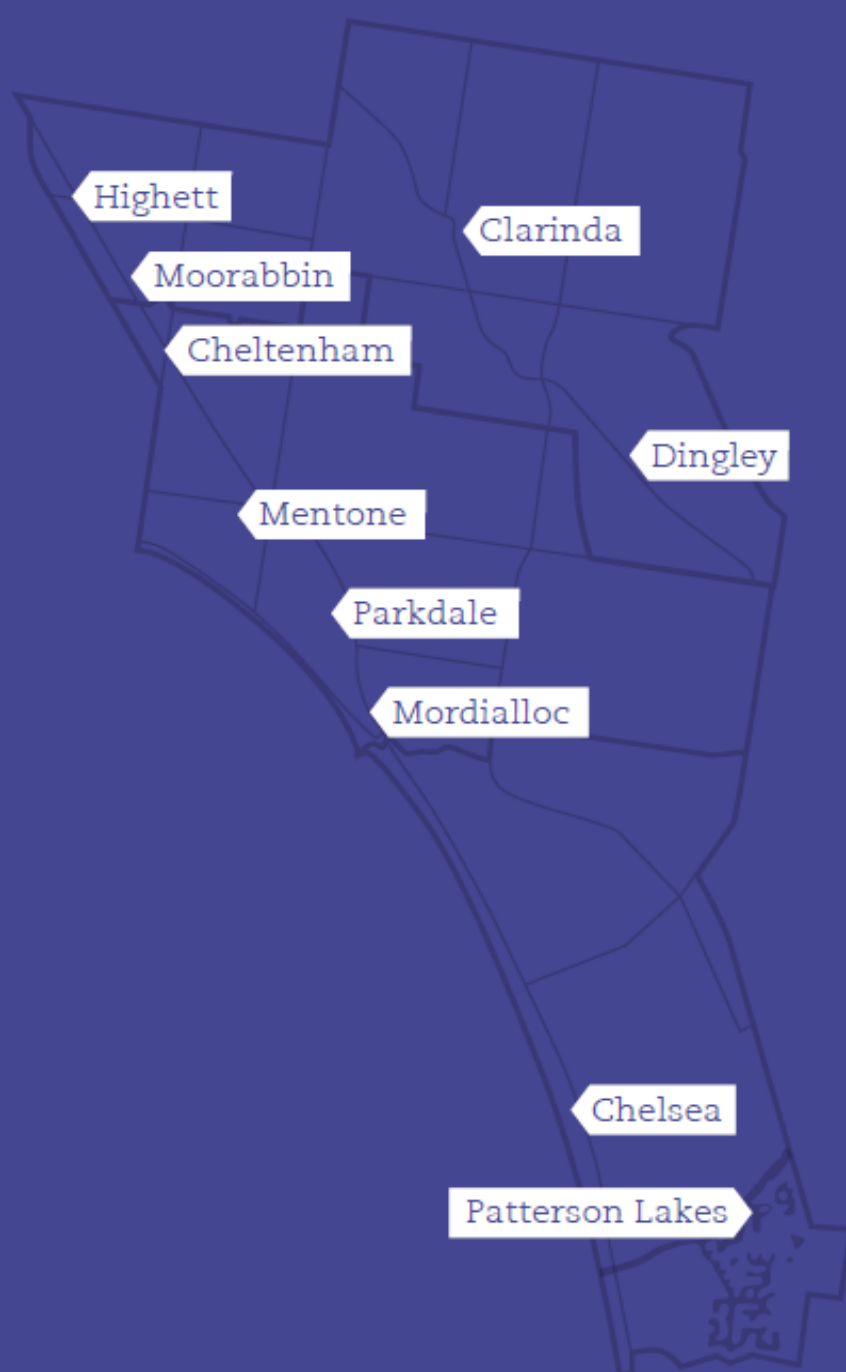 Highett
Clarinda
Moorabbin
Cheltenham
Dingley
Mentone
Parkdale
Mordialloc
Chelsea
Patterson Lakes